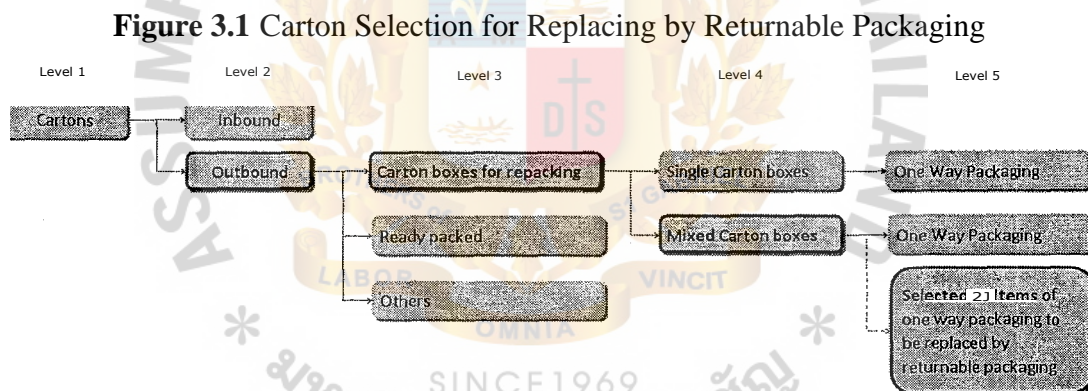 Figure 3.1 Carton Selection for Replacing by Returnable Packaging
Level 1
Level 2
Level 3
Level 4
Level 5
Cartons
Inbound
Outbound
Carton boxes for repacking
Single Carton boxes
One Way Packaging
Ready packed
Mixed Carton boxes
One Way Packaging
Others
Selected 21 Items of
one way packaging to
be replaced by
returnable packaging
LABOR
VINCIT
OMNIA
SINCE1969